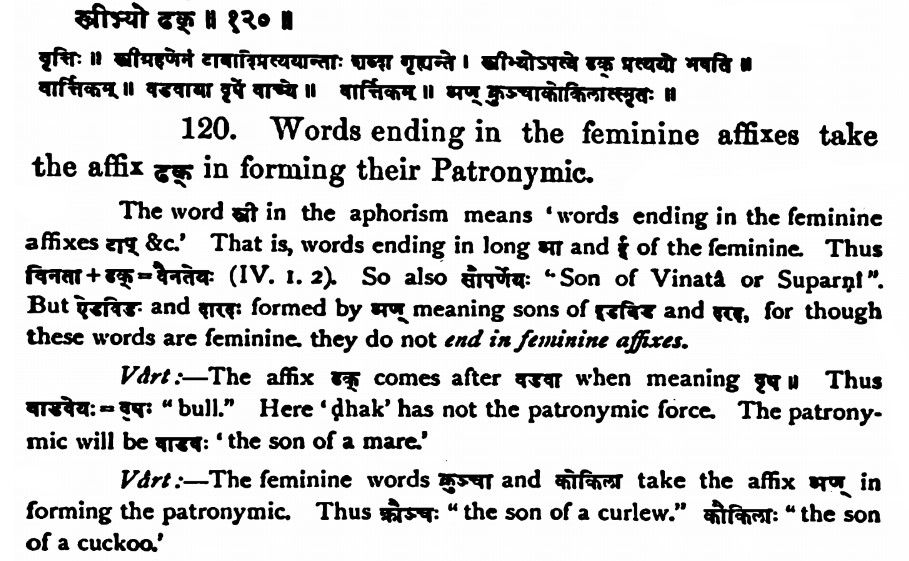 स्त्रीभ्यो ढक् ॥ १२० ॥
वृत्तिः ॥ स्त्रीग्रहणेनं टाबादिप्रत्ययान्ताः शब्दा गृह्यन्ते । स्त्रीभ्योऽपत्ये ढक् प्रत्ययो भवति ॥
वार्त्तिकम् ॥ वडवाया वृषे वाच्ये ॥ वार्त्तिकम् ॥ अण् कुञ्चाकोकिलात्स्मृतः ॥
120. Words ending in the feminine affixes take
the affix ढक् in forming their Patronymic.
The word स्त्री in the aphorism means 'words ending in the feminine
affixes टाप् &c.' That is, words ending in long आ and ई of the feminine. Thus
विनता + ढक् = वैनतेयः (IV. 1. 2). So also सौपर्णेयः "Son of Vinatâ or Suparṇî".
But ऐडविडः and दारदः formed by अण् meaning sons of इडबिड and दरद्, for though
these words are feminine. they do not end in feminine affixes.
Vârt:—The affix ढक् comes after वडवा when meaning वृष ॥ Thus
वाडवेयः = वृषः "bull." Here 'ḍhak' has not the patronymic force. The patrony-
mic will be वाडवः 'the son of a mare.'
Vârt:—The feminine words कुञ्चा and कोकिला take the affix अण् in
forming the patronymic. Thus क्रौञ्चः "the son of a curlew." कौकिलाः "the son
of a cuckoo.'